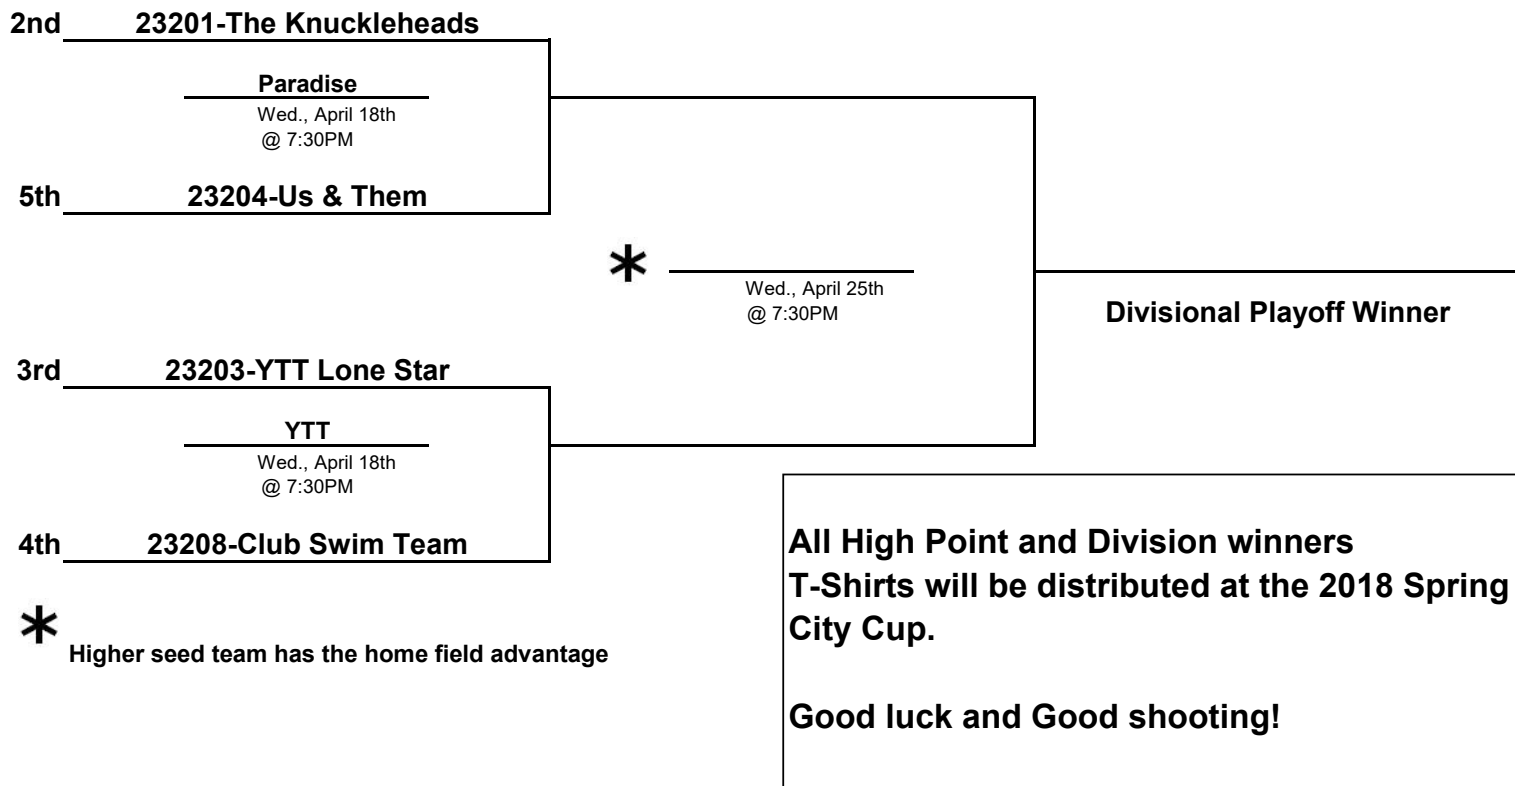 2nd 23201-The Knuckleheads
Paradise
Wed., April 18th
@ 7:30PM
5th 23204-Us & Them
*
Wed., April 25th
@ 7:30PM
Divisional Playoff Winner
3rd 23203-YTT Lone Star
YTT
Wed., April 18th
@ 7:30PM
4th 23208-Club Swim Team
* Higher seed team has the home field advantage
All High Point and Division winners
T-Shirts will be distributed at the 2018 Spring
City Cup.
Good luck and Good shooting!